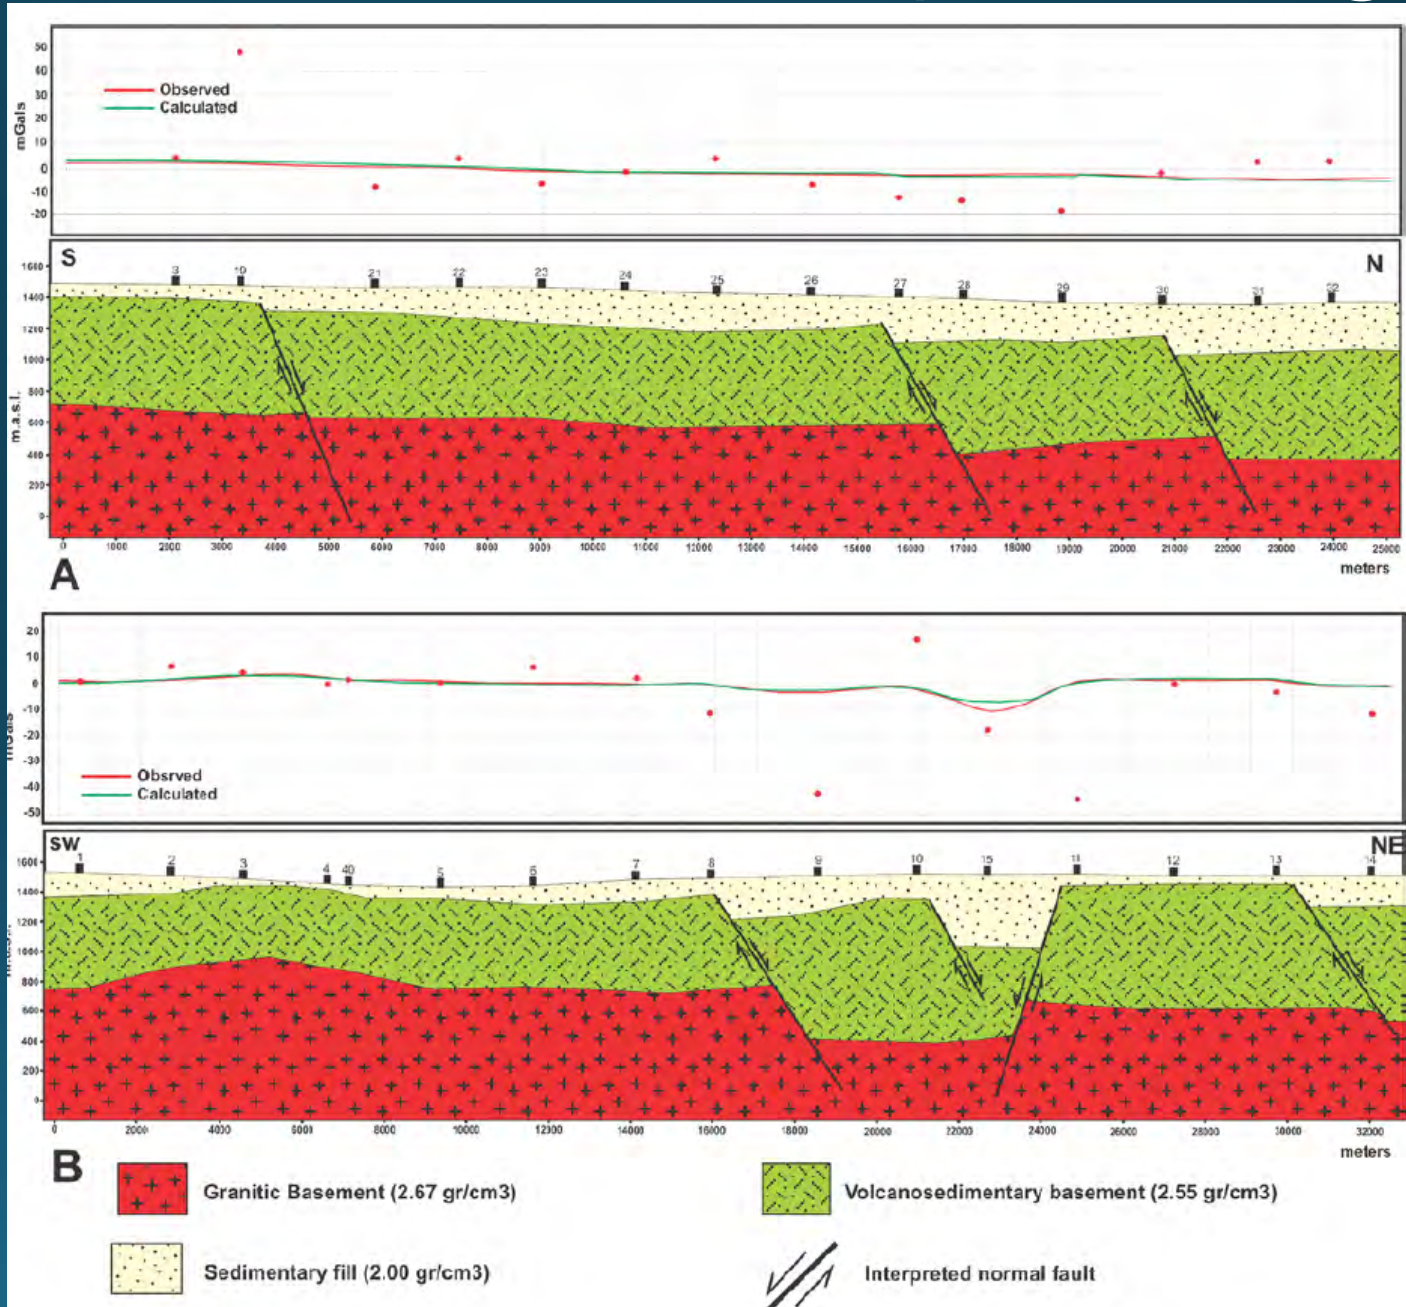 50
40
30
20
10
0
-10
-20
mGals
Observed
Calculated
S
N
3 19 21 22 23 24 25 26 27 28 29 30 31 32
1600
1400
1200
1000
800
600
400
200
0
m.a.s.l.
0 1000 2000 3000 4000 5000 6000 7000 8000 9000 10000 11000 12000 13000 14000 15000 16000 17000 18000 19000 20000 21000 22000 23000 24000 25000
meters
A
20
10
0
-10
-20
-30
-40
-50
mGals
Obsrved
Calculated
SW
NE
1 2 3 4 40 5 6 7 8 9 10 15 11 12 13 14
1600
1400
1200
1000
800
600
400
200
0
0 2000 4000 6000 8000 10000 12000 14000 16000 18000 20000 22000 24000 26000 28000 30000 32000
meters
B
Granitic Basement (2.67 gr/cm3)
Volcanosedimentary basement (2.55 gr/cm3)
Sedimentary fill (2.00 gr/cm3)
Interpreted normal fault